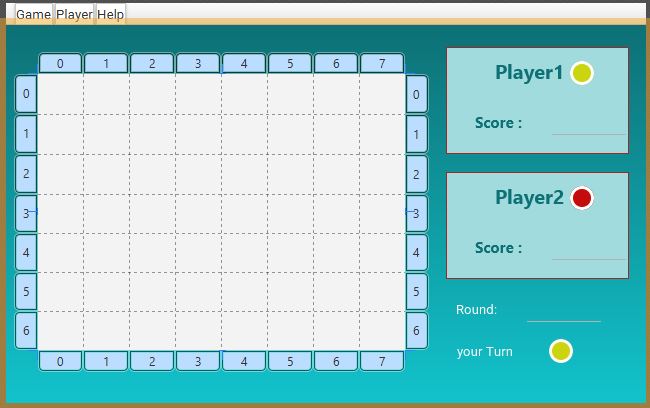 Game Player Help
0 1 2 3 4 5 6 7
0 0
1 1
2 2
3 3
4 4
5 5
6 6
0 1 2 3 4 5 6 7
Player1
Score :
Player2
Score :
Round:
your Turn